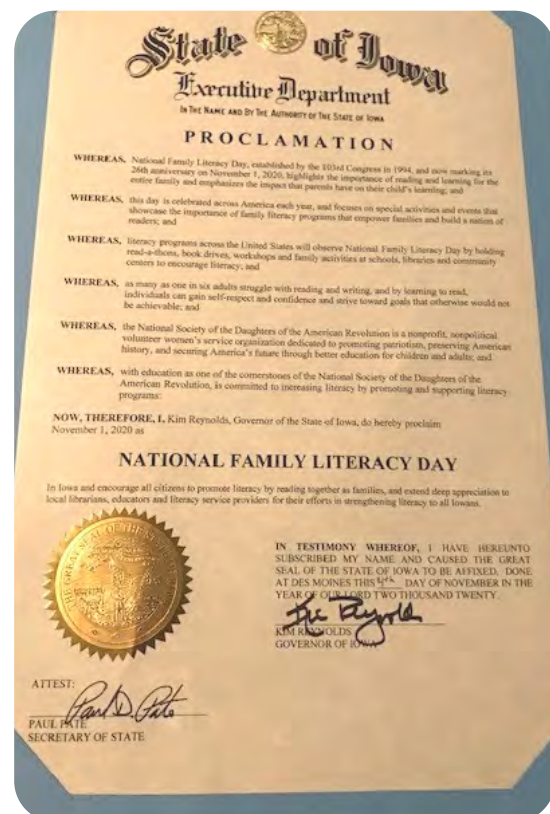 State of Iowa
Executive Department
IN THE NAME AND BY THE AUTHORITY OF THE STATE OF IOWA
PROCLAMATION
WHEREAS, National Family Literacy Day, established by the 103rd Congress in 1994, and now marking its
26th anniversary on November 1, 2020, highlights the importance of reading and learning for the
entire family and emphasizes the impact that parents have on their child's learning; and
WHEREAS, this day is celebrated across America each year, and focuses on special activities and events that
showcase the importance of family literacy programs that empower families and build a nation of
readers; and
WHEREAS, literacy programs across the United States will observe National Family Literacy Day by holding
read-a-thons, book drives, workshops and family activities at schools, libraries and community
centers to encourage literacy; and
WHEREAS, as many as one in six adults struggle with reading and writing, and by learning to read,
individuals can gain self-respect and confidence and strive toward goals that otherwise would not
be achievable; and
WHEREAS, the National Society of the Daughters of the American Revolution is a nonprofit, nonpolitical
volunteer women's service organization dedicated to promoting patriotism, preserving American
history, and securing America's future through better education for children and adults; and
WHEREAS, with education as one of the cornerstones of the National Society of the Daughters of the
American Revolution, is committed to increasing literacy by promoting and supporting literacy
programs:
NOW, THEREFORE, I, Kim Reynolds, Governor of the State of Iowa, do hereby proclaim
November 1, 2020 as
NATIONAL FAMILY LITERACY DAY
In Iowa and encourage all citizens to promote literacy by reading together as families, and extend deep appreciation to
local librarians, educators and literacy service providers for their efforts in strengthening literacy to all Iowans.
IN TESTIMONY WHEREOF, I HAVE HEREUNTO
SUBSCRIBED MY NAME AND CAUSED THE GREAT
SEAL OF THE STATE OF IOWA TO BE AFFIXED. DONE
AT DES MOINES THIS 4th DAY OF NOVEMBER IN THE
YEAR OF OUR LORD TWO THOUSAND TWENTY.
Kim Reynolds
KIM REYNOLDS
GOVERNOR OF IOWA
THE GREAT SEAL OF THE STATE
ATTEST:
Paul D. Pate
PAUL PATE
SECRETARY OF STATE